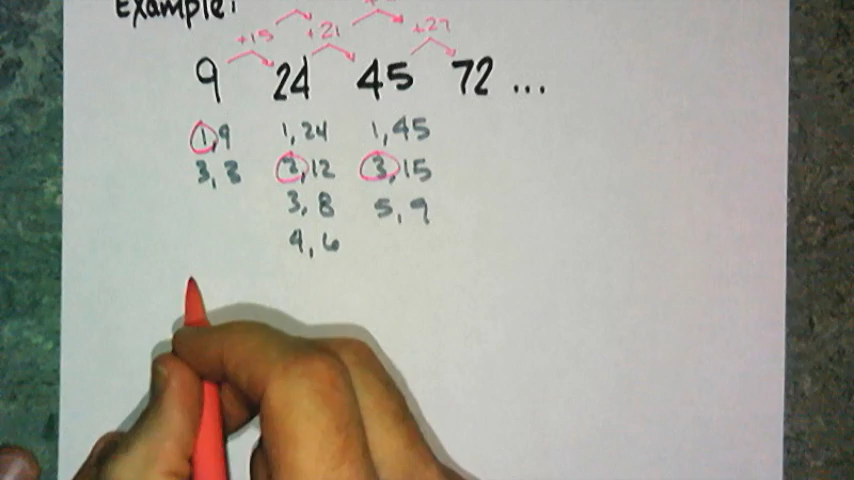 Example:
+15 +21 +27
9 24 45 72 ...
1,9 1,24 1,45
3,3 2,12 3,15
3,8 5,9
4,6